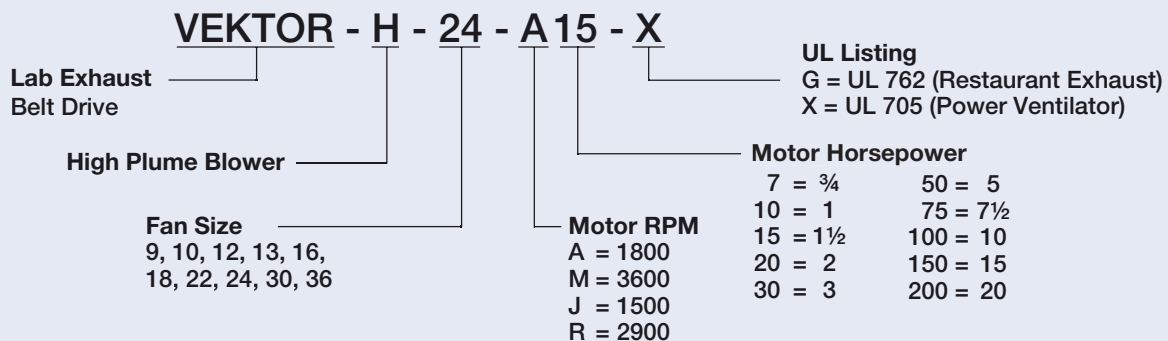 VEKTOR - H - 24 - A 15 - X
Lab Exhaust
Belt Drive
High Plume Blower
Fan Size
9, 10, 12, 13, 16,
18, 22, 24, 30, 36
Motor RPM
A = 1800
M = 3600
J = 1500
R = 2900
Motor Horsepower
7 = ¾ 50 = 5
10 = 1 75 = 7½
15 = 1½ 100 = 10
20 = 2 150 = 15
30 = 3 200 = 20
UL Listing
G = UL 762 (Restaurant Exhaust)
X = UL 705 (Power Ventilator)